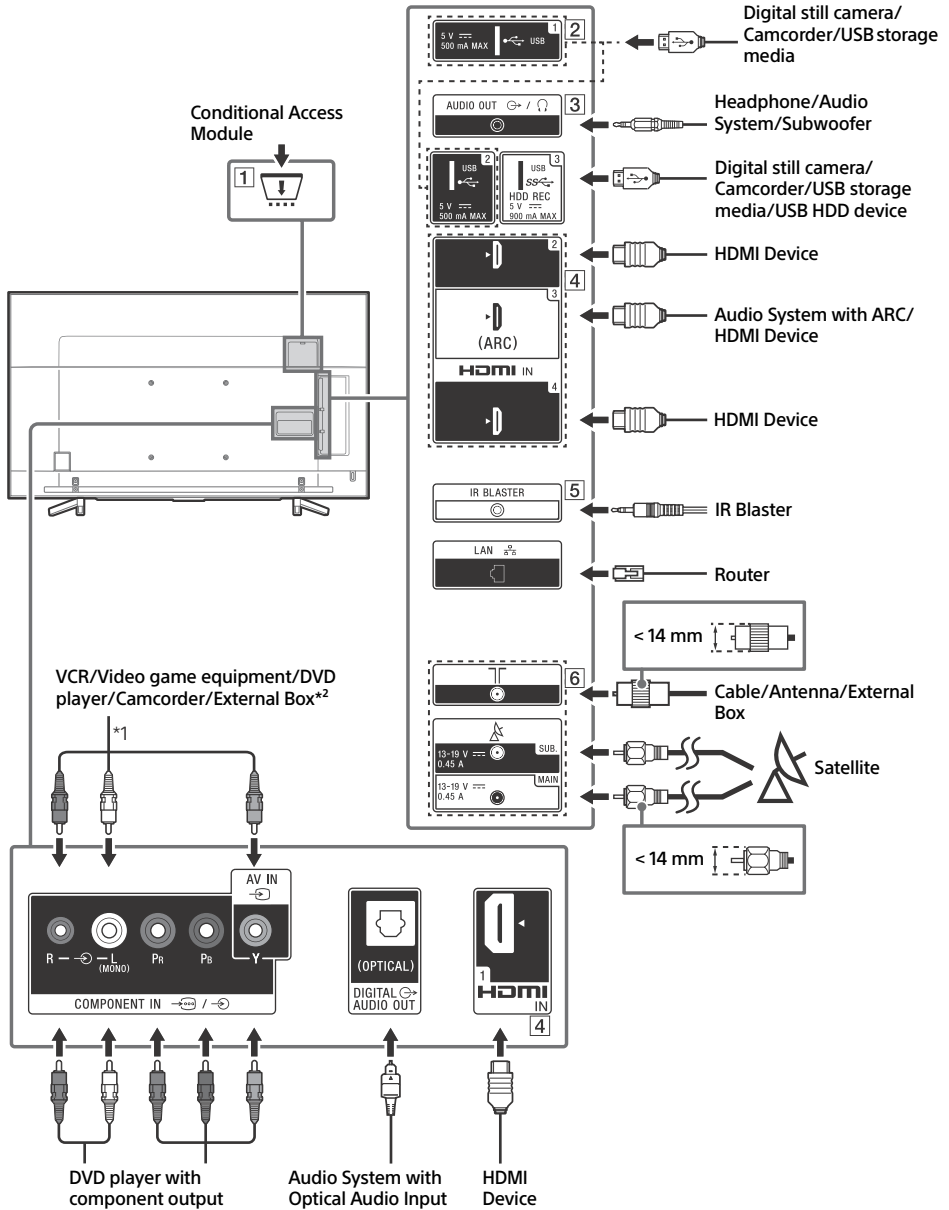 Digital still camera/
Camcorder/USB storage
media
5 V
500 mA MAX
USB
1
2
Conditional Access
Module
1
AUDIO OUT /
3
Headphone/Audio
System/Subwoofer
2
USB
5 V
500 mA MAX
3
USB
SS
HDD REC
5 V
900 mA MAX
Digital still camera/
Camcorder/USB storage
media/USB HDD device
2
HDMI Device
4
3
(ARC)
HDMI IN
Audio System with ARC/
HDMI Device
4
HDMI Device
IR BLASTER
5
IR Blaster
LAN
Router
< 14 mm
6
Cable/Antenna/External
Box
13-19 V
0.45 A
SUB.
13-19 V
0.45 A
MAIN
Satellite
< 14 mm
VCR/Video game equipment/DVD
player/Camcorder/External Box*2
*1
AV IN
R L
(MONO)
PR
PB
Y
COMPONENT IN /
(OPTICAL)
DIGITAL
AUDIO OUT
1
HDMI
IN
4
DVD player with
component output
Audio System with
Optical Audio Input
HDMI
Device